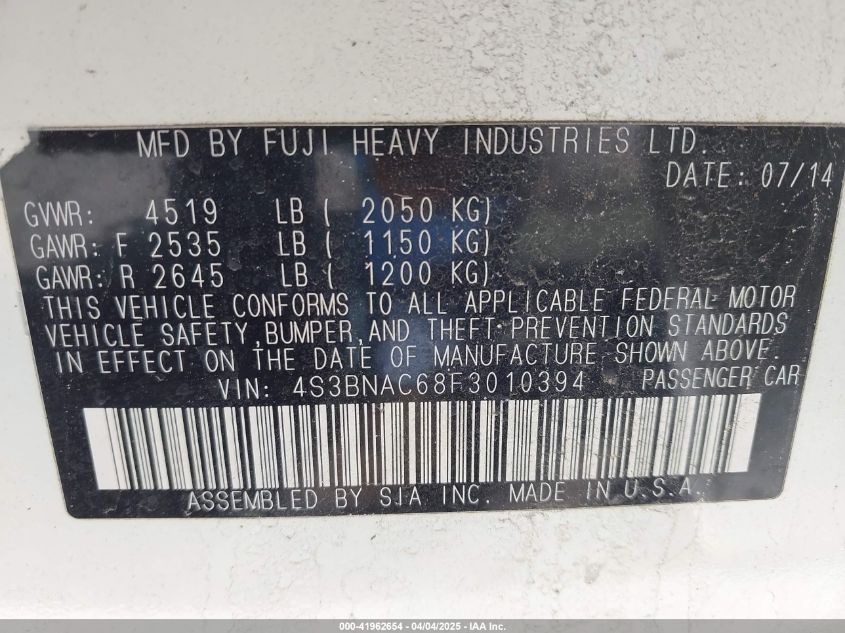 MFD BY FUJI HEAVY INDUSTRIES LTD.
DATE: 07/14
GVWR: 4519 LB ( 2050 KG)
GAWR: F 2535 LB ( 1150 KG)
GAWR: R 2645 LB ( 1200 KG)
THIS VEHICLE CONFORMS TO ALL APPLICABLE FEDERAL MOTOR
VEHICLE SAFETY, BUMPER, AND THEFT PREVENTION STANDARDS
IN EFFECT ON THE DATE OF MANUFACTURE SHOWN ABOVE.
VIN: 4S3BNAC68F3010394 PASSENGER CAR
ASSEMBLED BY SIA INC. MADE IN U.S.A.
000-41962654 - 04/04/2025 - IAA Inc.